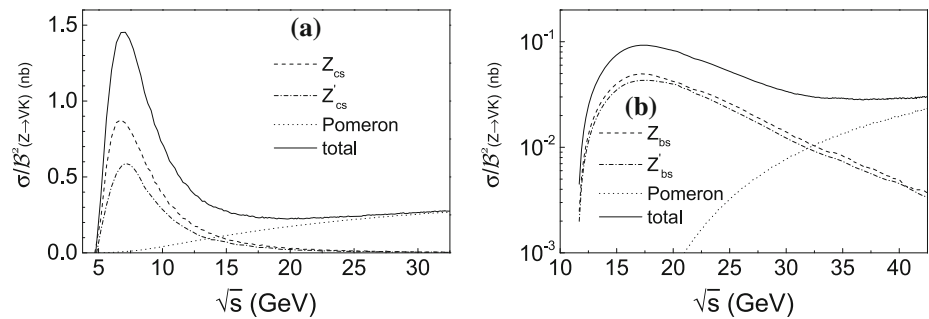 (a)
σ/𝓑²(Z→VK) (nb)
1.5
1.0
0.5
0.0
Z_cs
Z'_cs
Pomeron
total
5 10 15 20 25 30
√s (GeV)
(b)
σ/𝓑²(Z→VK) (nb)
10⁻¹
10⁻²
10⁻³
Z_bs
Z'_bs
Pomeron
total
10 15 20 25 30 35 40
√s (GeV)